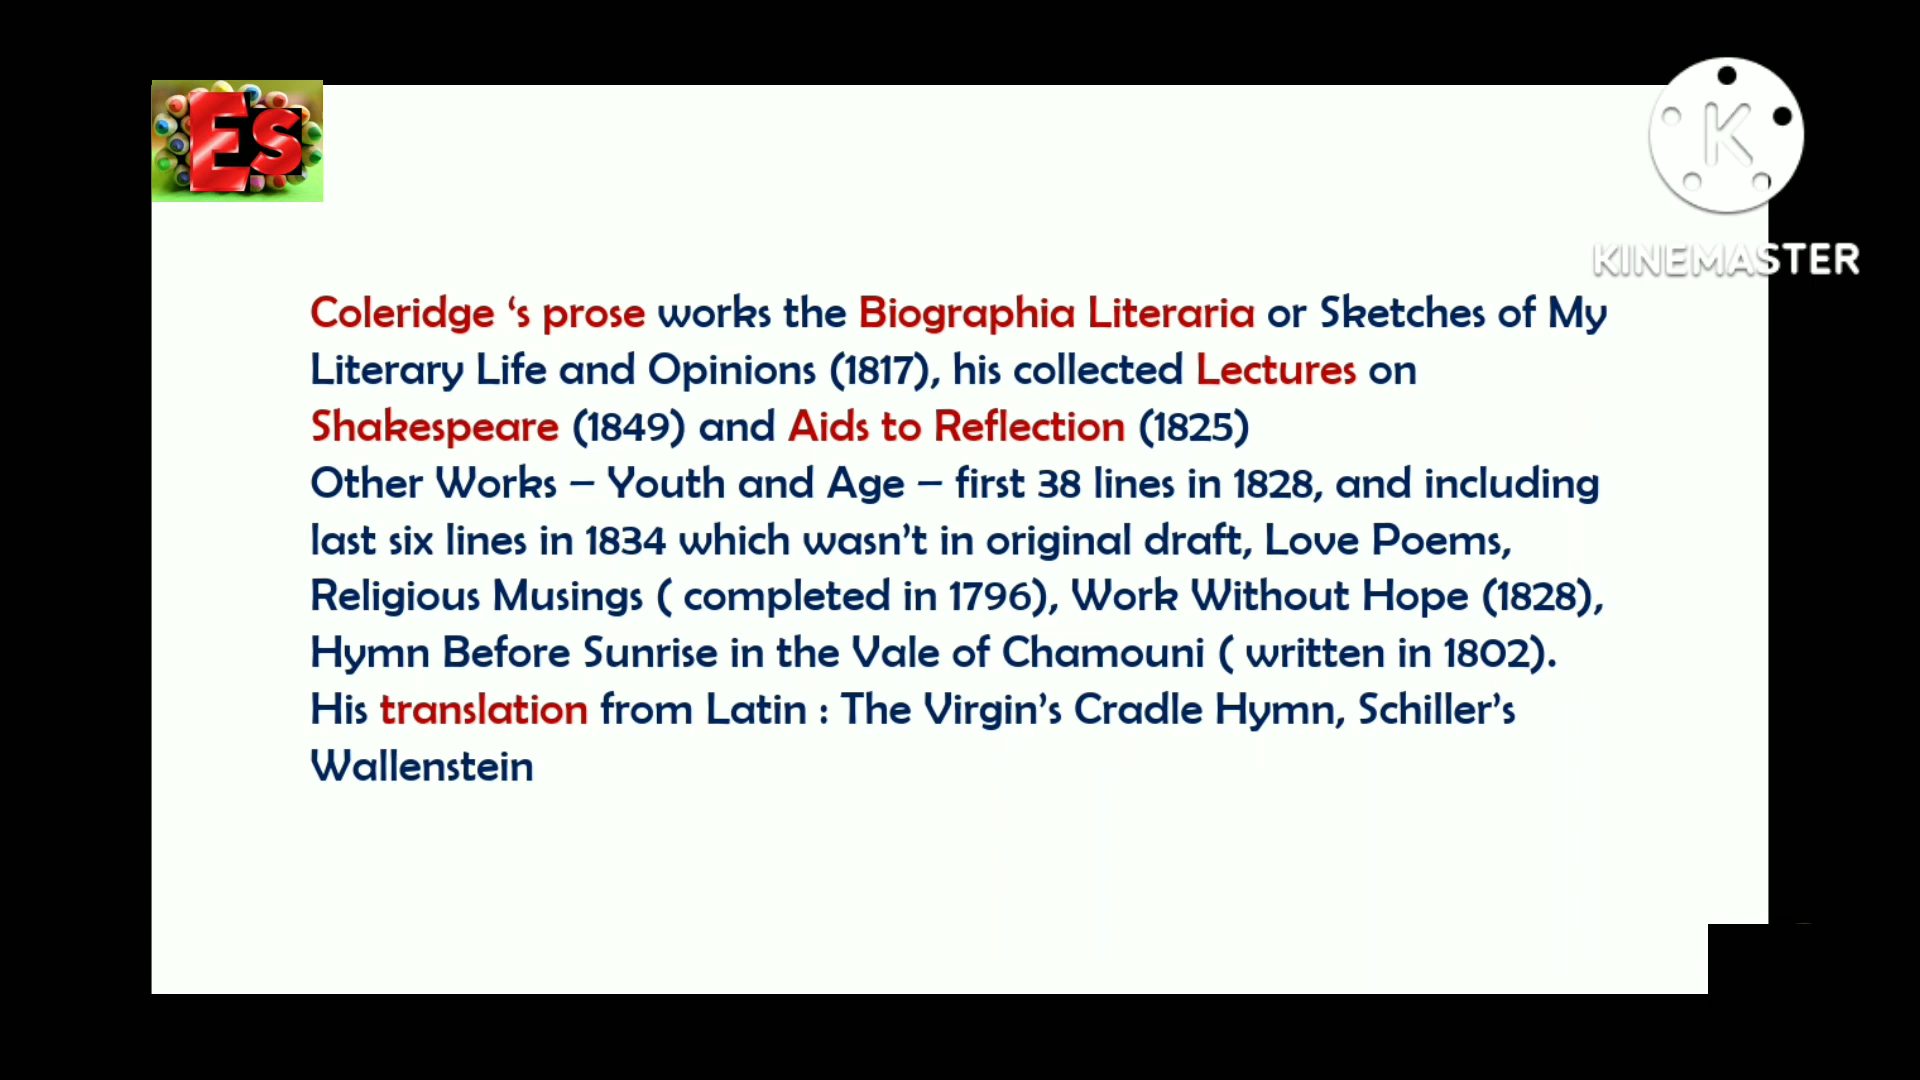 Es
K
KINEMASTER
Coleridge ‘s prose works the Biographia Literaria or Sketches of My
Literary Life and Opinions (1817), his collected Lectures on
Shakespeare (1849) and Aids to Reflection (1825)
Other Works – Youth and Age – first 38 lines in 1828, and including
last six lines in 1834 which wasn’t in original draft, Love Poems,
Religious Musings ( completed in 1796), Work Without Hope (1828),
Hymn Before Sunrise in the Vale of Chamouni ( written in 1802).
His translation from Latin : The Virgin’s Cradle Hymn, Schiller’s
Wallenstein